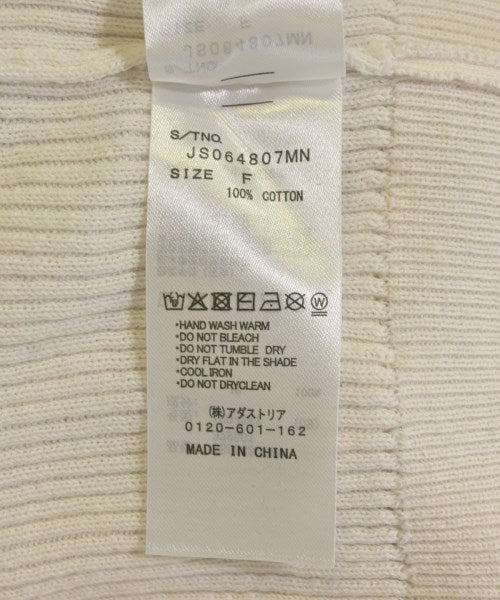 S/TNO.
JS064807MN
SIZE F
100% COTTON
・HAND WASH WARM
・DO NOT BLEACH
・DO NOT TUMBLE DRY
・DRY FLAT IN THE SHADE
・COOL IRON
・DO NOT DRYCLEAN
(株)アダストリア
0120-601-162
MADE IN CHINA